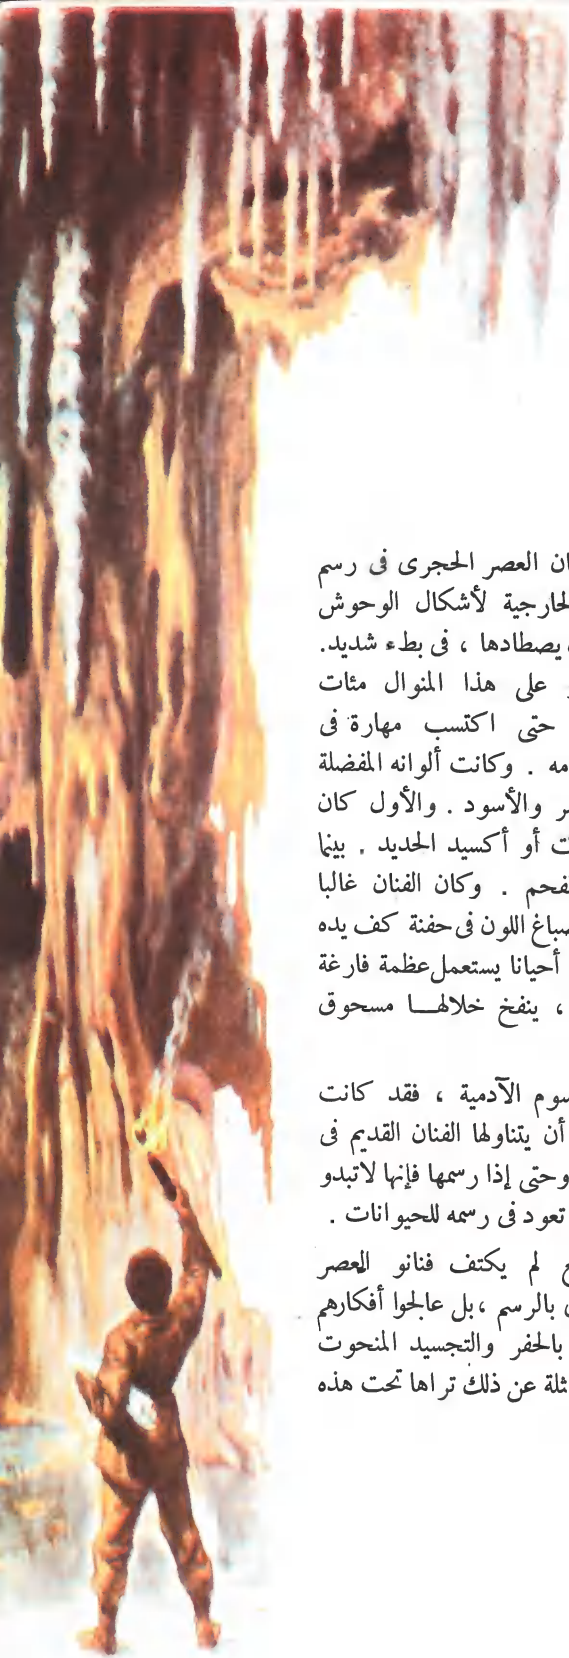 ان العصر الحجرى فى رسم
لخارجية لأشكال الوحوش
يصطادها ، فى بطء شديد.
على هذا المنوال مئات
حتى اكتسب مهارة فى
مه . وكانت ألوانه المفضلة
ر والأسود . والأول كان
ت أو أكسيد الحديد . بينما
فحم . وكان الفنان غالبا
صباغ اللون فى حفنة كف يده
أحيانا يستعمل عظمة فارغة
، ينفخ خلالهـا مسحوق
سوم الآدمية ، فقد كانت
أن يتناولها الفنان القديم فى
وحتى إذا رسمها فإنها لاتبدو
تعود فى رسمه للحيوانات .
ع لم يكتف فنانو العصر
بالرسم ، بل عالجوا أفكارهم
بالحفر والتجسيد المنحوت
ثلة عن ذلك تراها تحت هذه